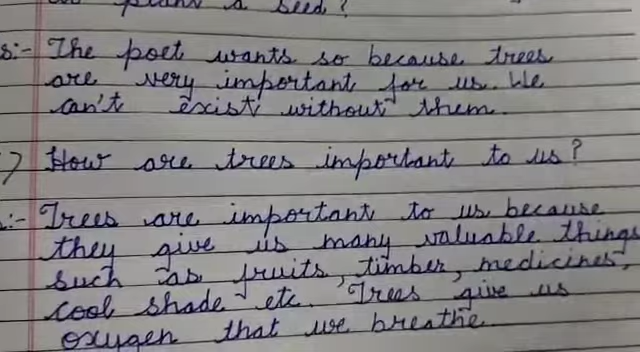 plant a seed?
s:- The poet wants so because trees
are very important for us. We
can't exist without them.
) How are trees important to us?
:- Trees are important to us because
they give us many valuable things
such as fruits, timber, medicines,
cool shade etc. Trees give us
oxygen that we breathe.